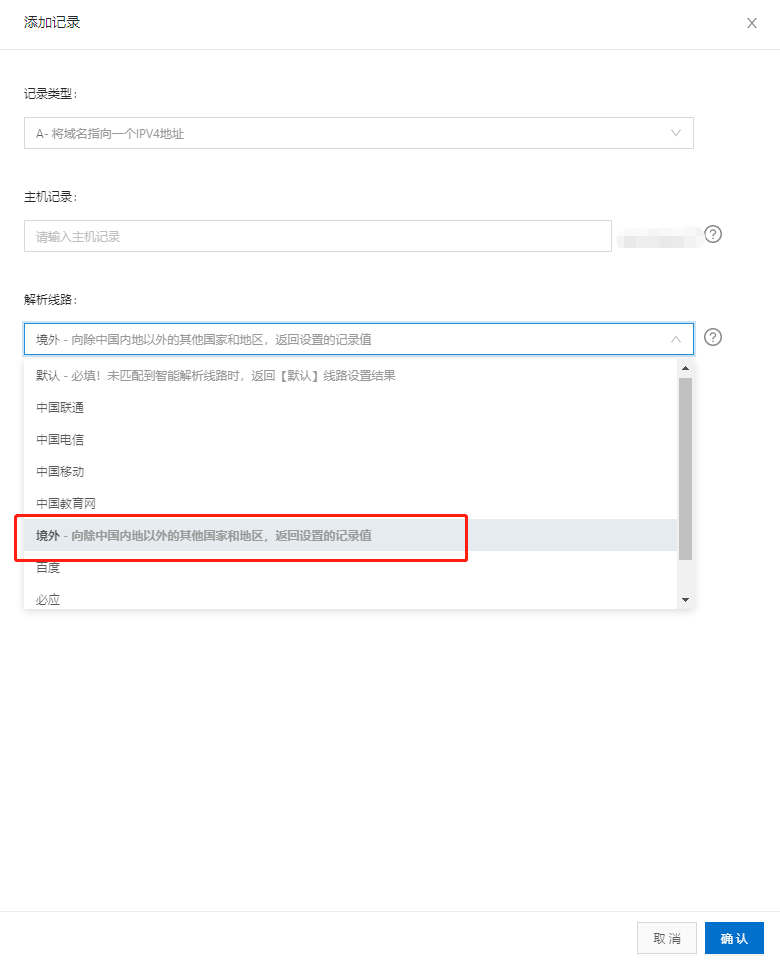 添加记录
记录类型：
A- 将域名指向一个IPV4地址
主机记录：
请输入主机记录
解析线路：
境外 - 向除中国内地以外的其他国家和地区，返回设置的记录值
默认 - 必填！未匹配到智能解析线路时，返回【默认】线路设置结果
中国联通
中国电信
中国移动
中国教育网
境外 - 向除中国内地以外的其他国家和地区，返回设置的记录值
百度
必应
取 消
确 认